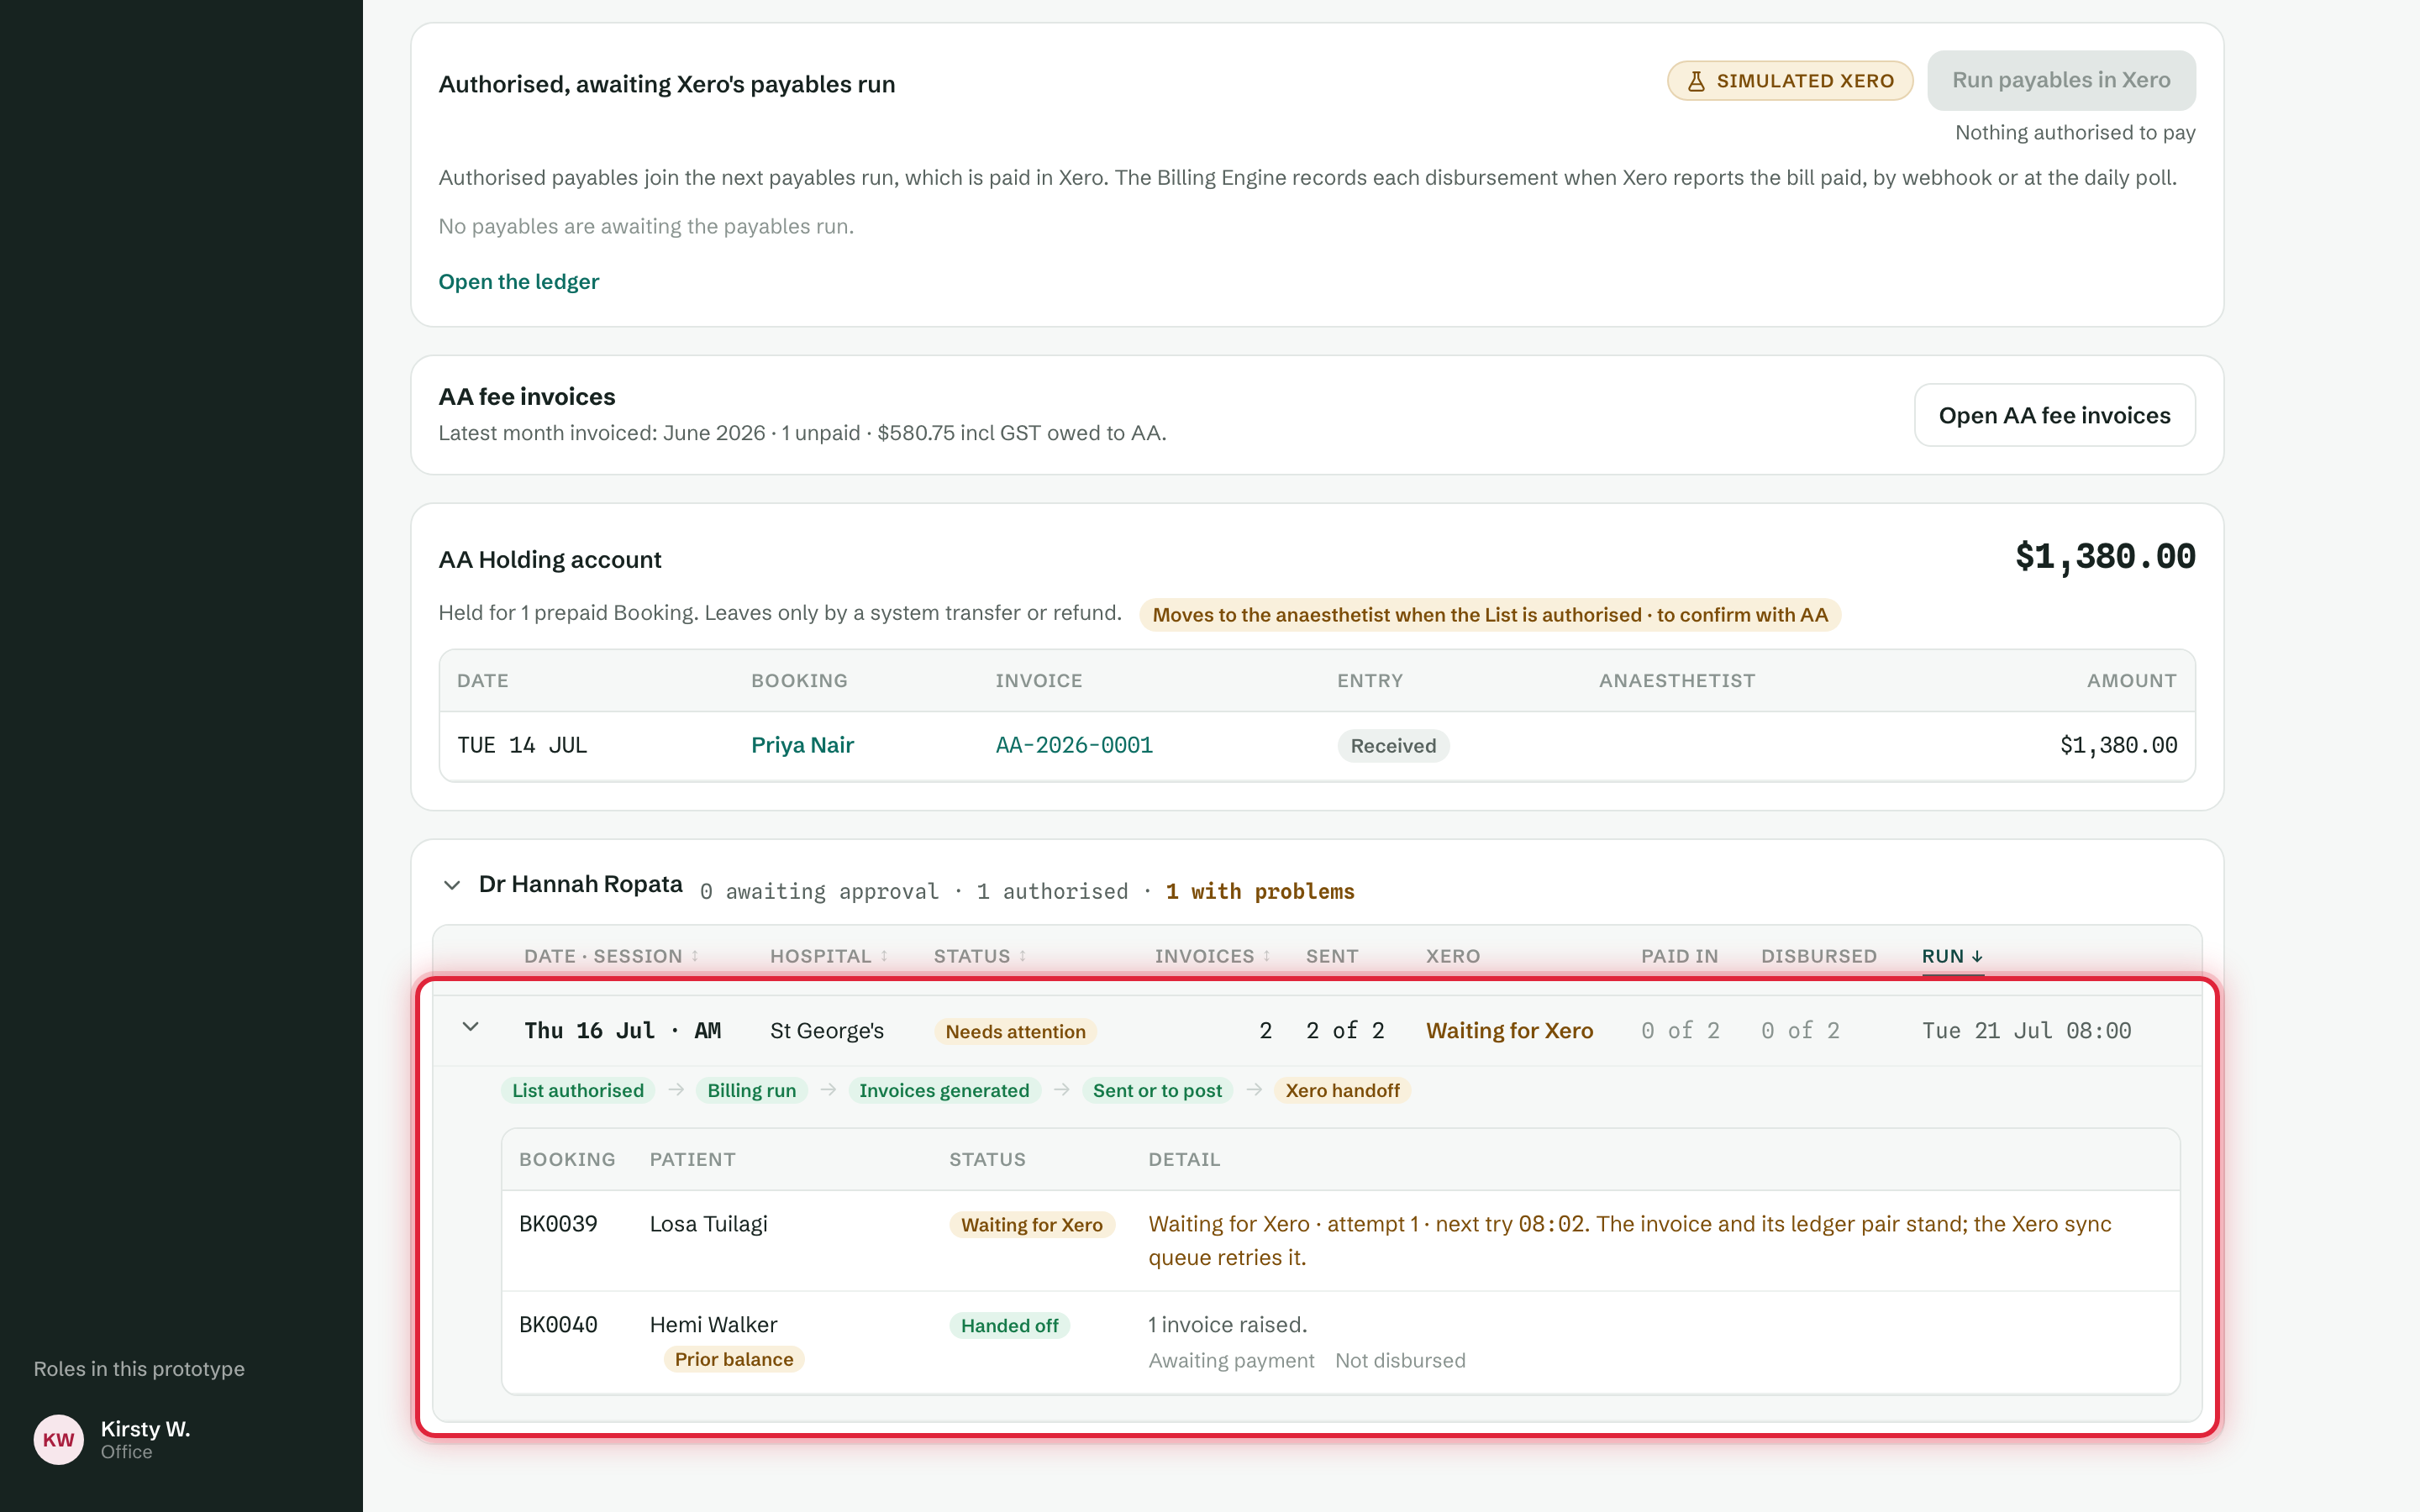 Authorised, awaiting Xero's payables run
SIMULATED XERO
Run payables in Xero
Nothing authorised to pay
Authorised payables join the next payables run, which is paid in Xero. The Billing Engine records each disbursement when Xero reports the bill paid, by webhook or at the daily poll.
No payables are awaiting the payables run.
Open the ledger
AA fee invoices
Latest month invoiced: June 2026 · 1 unpaid · $580.75 incl GST owed to AA.
Open AA fee invoices
AA Holding account
$1,380.00
Held for 1 prepaid Booking. Leaves only by a system transfer or refund.
Moves to the anaesthetist when the List is authorised · to confirm with AA
DATE BOOKING INVOICE ENTRY ANAESTHETIST AMOUNT
TUE 14 JUL Priya Nair AA-2026-0001 Received $1,380.00
Dr Hannah Ropata 0 awaiting approval · 1 authorised · 1 with problems
DATE · SESSION ↕ HOSPITAL ↕ STATUS ↕ INVOICES ↕ SENT XERO PAID IN DISBURSED RUN ↓
Thu 16 Jul · AM St George's Needs attention 2 2 of 2 Waiting for Xero 0 of 2 0 of 2 Tue 21 Jul 08:00
List authorised → Billing run → Invoices generated → Sent or to post → Xero handoff
BOOKING PATIENT STATUS DETAIL
BK0039 Losa Tuilagi Waiting for Xero Waiting for Xero · attempt 1 · next try 08:02. The invoice and its ledger pair stand; the Xero sync
queue retries it.
BK0040 Hemi Walker Handed off 1 invoice raised.
Prior balance Awaiting payment Not disbursed
Roles in this prototype
KW Kirsty W.
Office